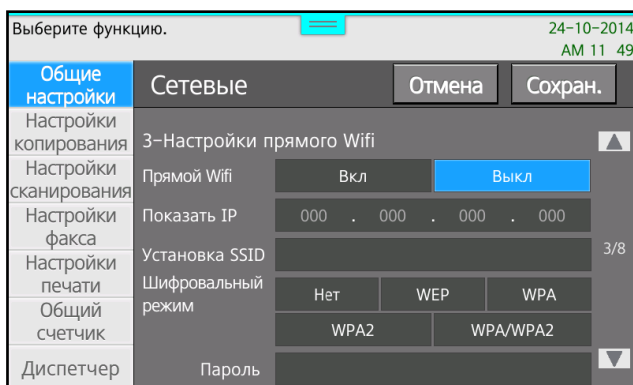 Выберите функцию.
24-10-2014
AM 11 49
Общие
настройки
Сетевые
Отмена
Сохран.
Настройки
копирования
3-Настройки прямого Wifi
Настройки
сканирования
Прямой Wifi
Вкл
Выкл
Настройки
факса
Показать IP
000 . 000 . 000 . 000
Настройки
печати
Установка SSID
3/8
Шифровальный
режим
Нет
WEP
WPA
Общий
счетчик
WPA2
WPA/WPA2
Диспетчер
Пароль